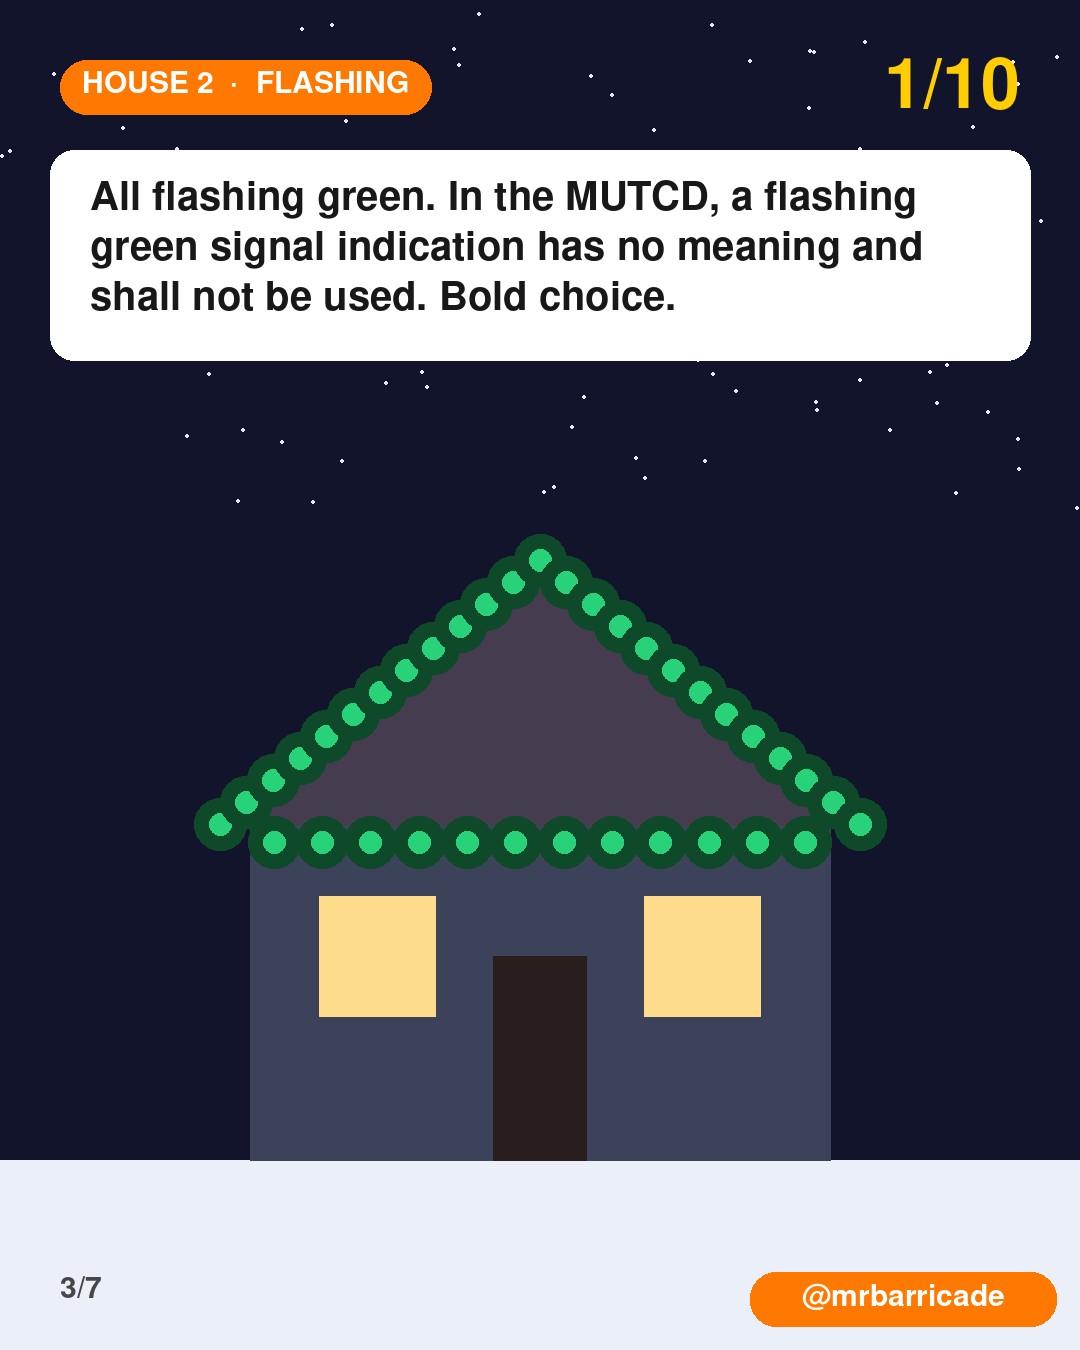 HOUSE 2 · FLASHING
1/10
All flashing green. In the MUTCD, a flashing
green signal indication has no meaning and
shall not be used. Bold choice.
3/7
@mrbarricade